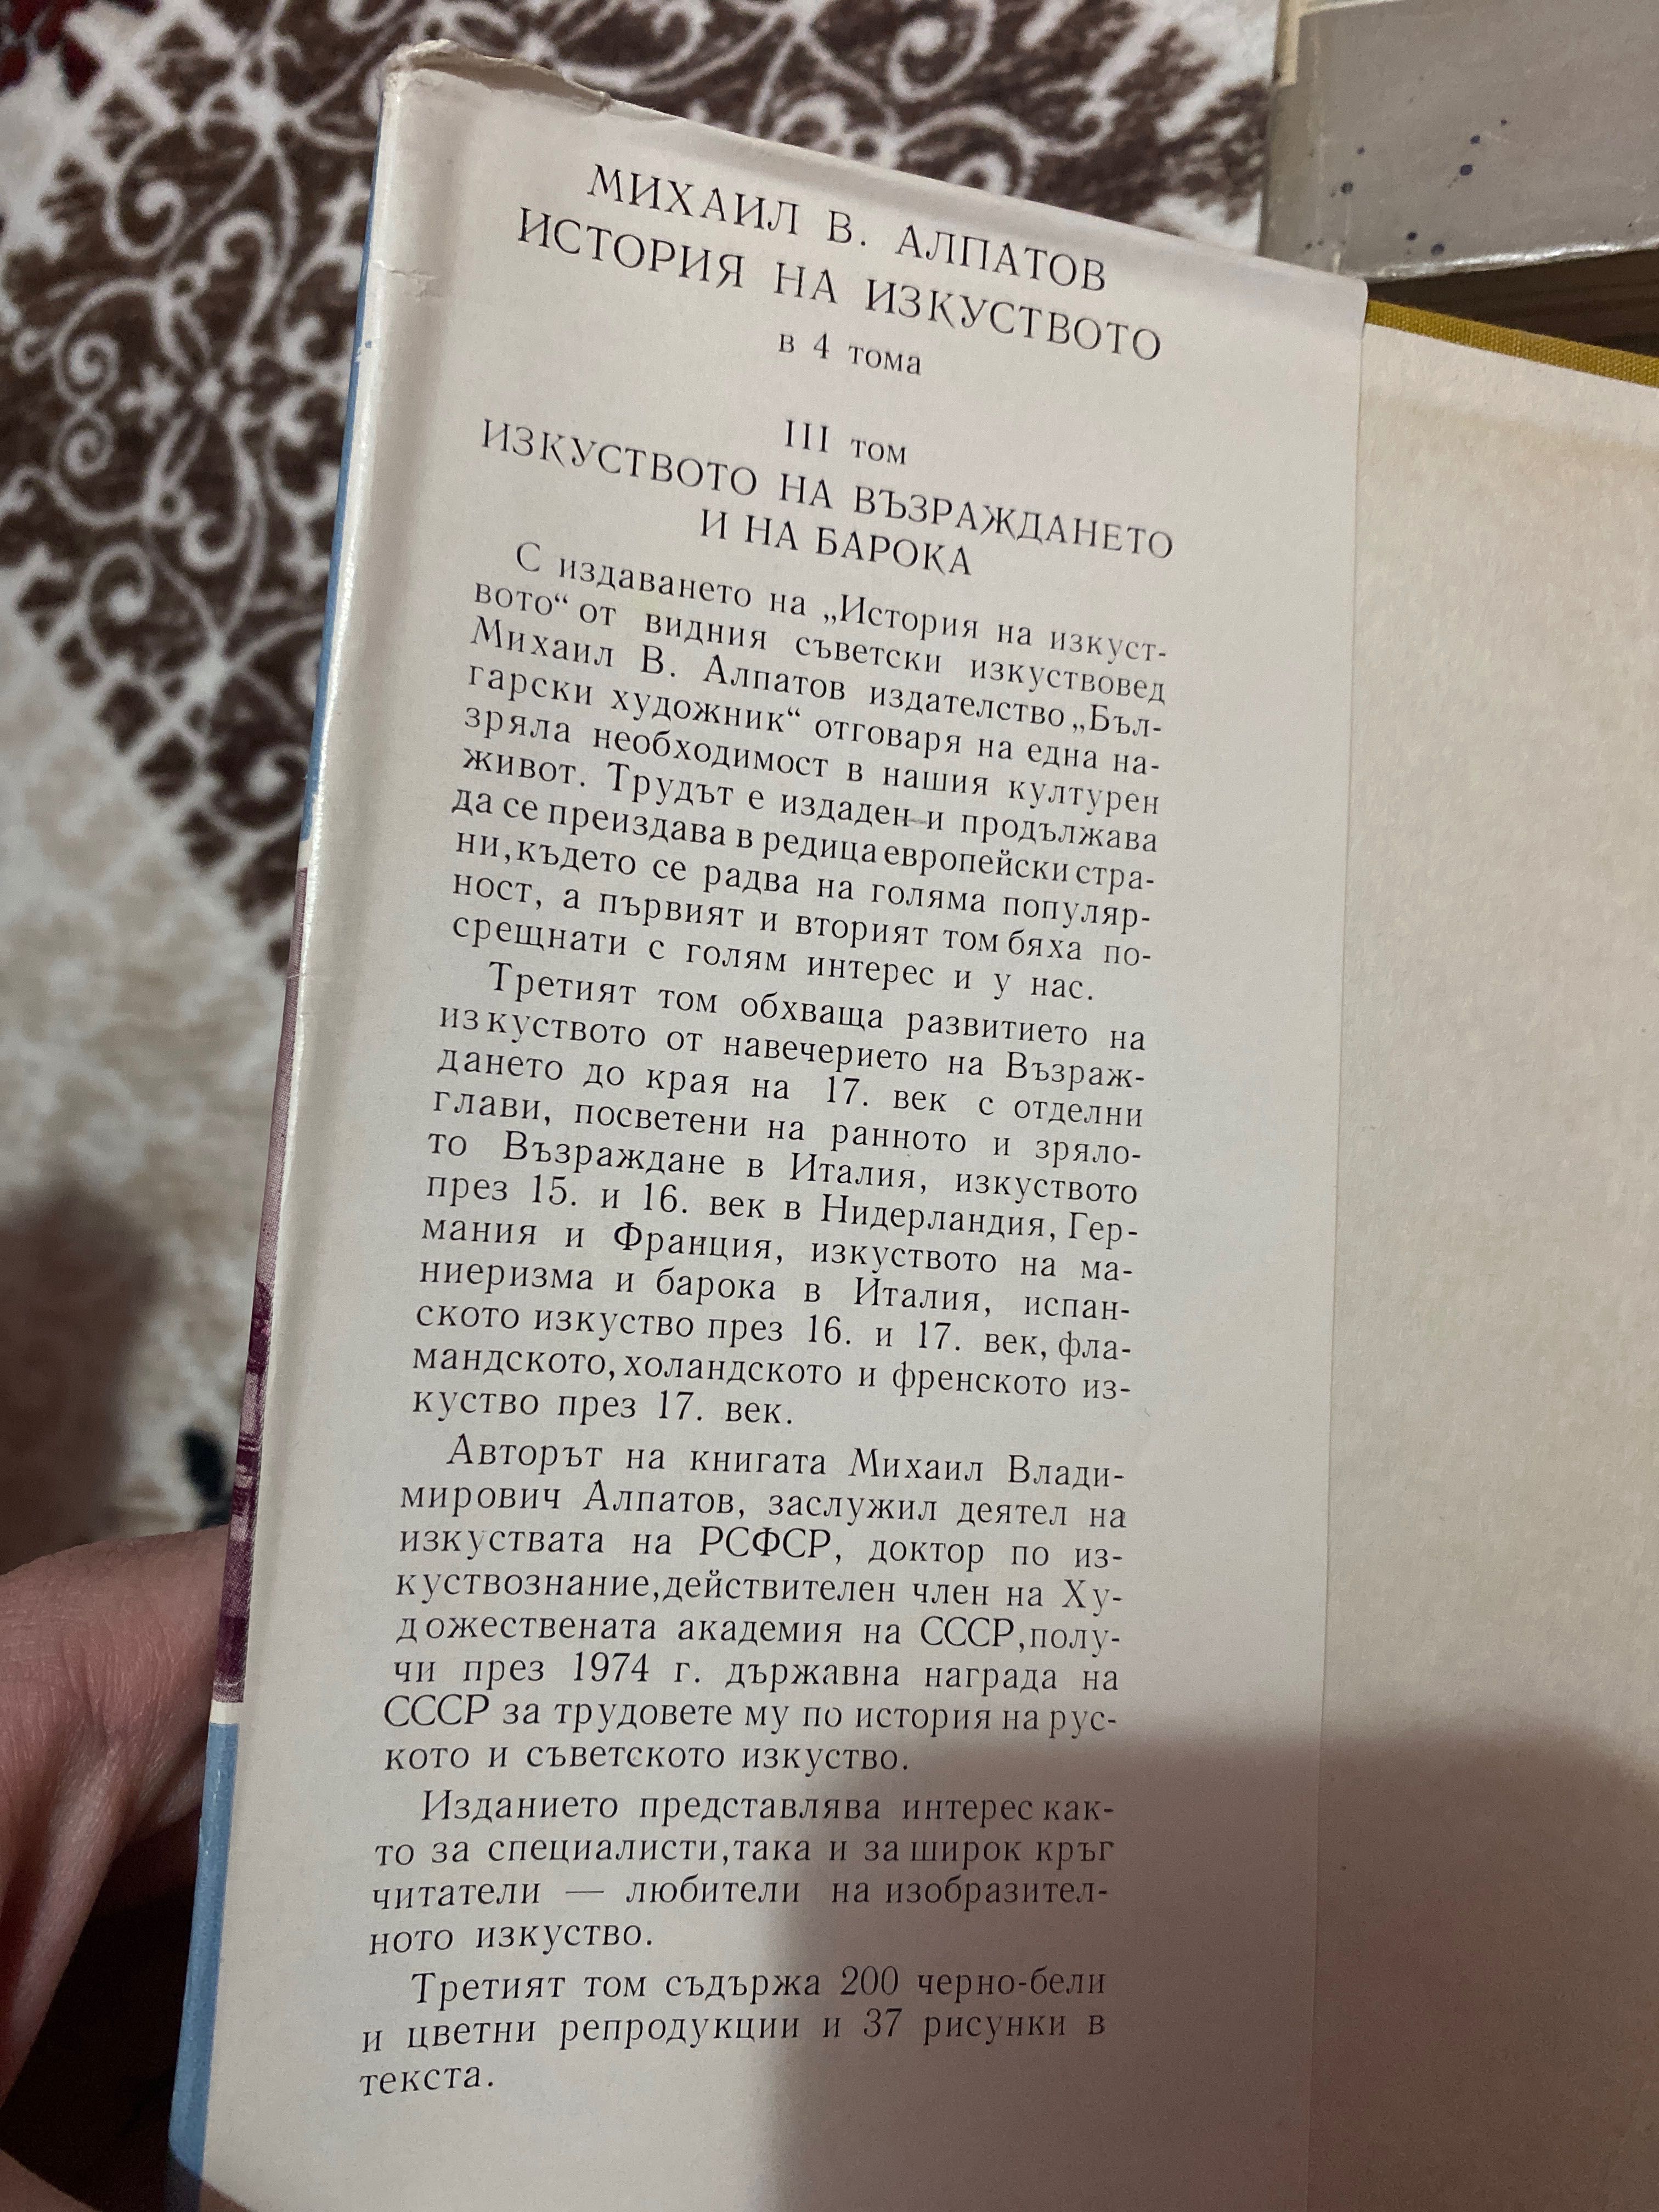 МИХАИЛ В. АЛПАТОВ
ИСТОРИЯ НА ИЗКУСТВОТО
в 4 тома
III том
ИЗКУСТВОТО НА ВЪЗРАЖДАНЕТО
И НА БАРОКА
С издаването на „История на изкуст-
вото“ от видния съветски изкуствовед
Михаил В. Алпатов издателство „Бъл-
гарски художник“ отговаря на една на-
зряла необходимост в нашия културен
живот. Трудът е издаден и продължава
да се преиздава в редица европейски стра-
ни, където се радва на голяма популяр-
ност, а първият и вторият том бяха по-
срещнати с голям интерес и у нас.
Третият том обхваща развитието на
изкуството от навечерието на Възраж-
дането до края на 17. век с отделни
глави, посветени на ранното и зряло-
то Възраждане в Италия, изкуството
през 15. и 16. век в Нидерландия, Гер-
мания и Франция, изкуството на ма-
ниеризма и барока в Италия, испан-
ското изкуство през 16. и 17. век, фла-
мандското, холандското и френското из-
куство през 17. век.
Авторът на книгата Михаил Влади-
мирович Алпатов, заслужил деятел на
изкуствата на РСФСР, доктор по из-
куствознание, действителен член на Ху-
дожествената академия на СССР, полу-
чи през 1974 г. държавна награда на
СССР за трудовете му по история на рус-
кото и съветското изкуство.
Изданието представлява интерес как-
то за специалисти, така и за широк кръг
читатели — любители на изобразител-
ното изкуство.
Третият том съдържа 200 черно-бели
и цветни репродукции и 37 рисунки в
текста.